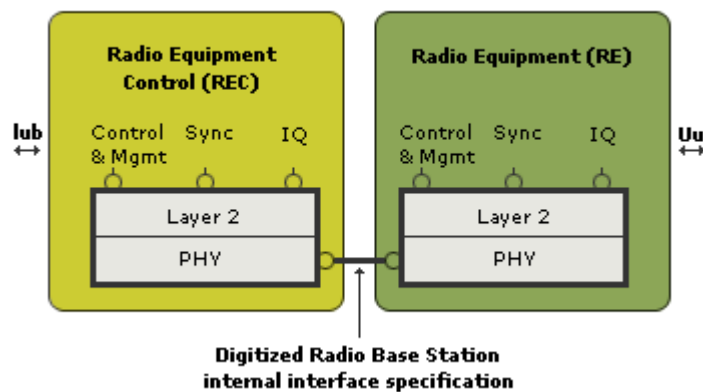 Radio Equipment
Control (REC)
Radio Equipment (RE)
Iub
Uu
Control
& Mgmt
Sync
IQ
Control
& Mgmt
Sync
IQ
Layer 2
PHY
Layer 2
PHY
Digitized Radio Base Station
internal interface specification